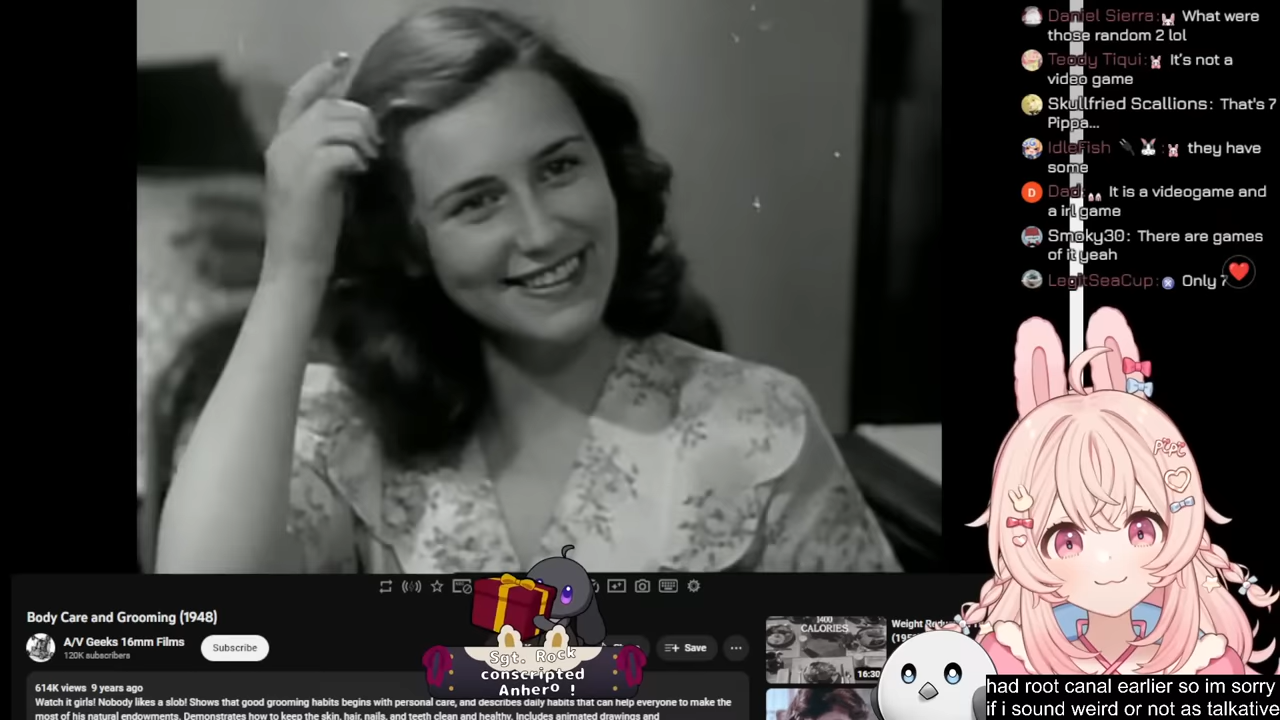 Daniel Sierra: What were
those random 2 lol
Teody Tiqui: It's not a
video game
Skullfried Scallions: That's 7
Pippa...
IdleFish they have
some
Dad: It is a videogame and
a irl game
Smoky30: There are games
of it yeah
LegitSeaCup: Only 7
Pipi
Body Care and Grooming (1948)
A/V Geeks 16mm Films
120K subscribers
Subscribe
Save
614K views 9 years ago
Watch it girls! Nobody likes a slob! Shows that good grooming habits begins with personal care, and describes daily habits that can help everyone to make the
most of his natural endowments. Demonstrates how to keep the skin, hair, nails, and teeth clean and healthy. Includes animated drawings and
Sgt. Rock
conscripted
Anhero !
1400
CALORIES
16:30
Weight
had root canal earlier so im sorry
if i sound weird or not as talkative